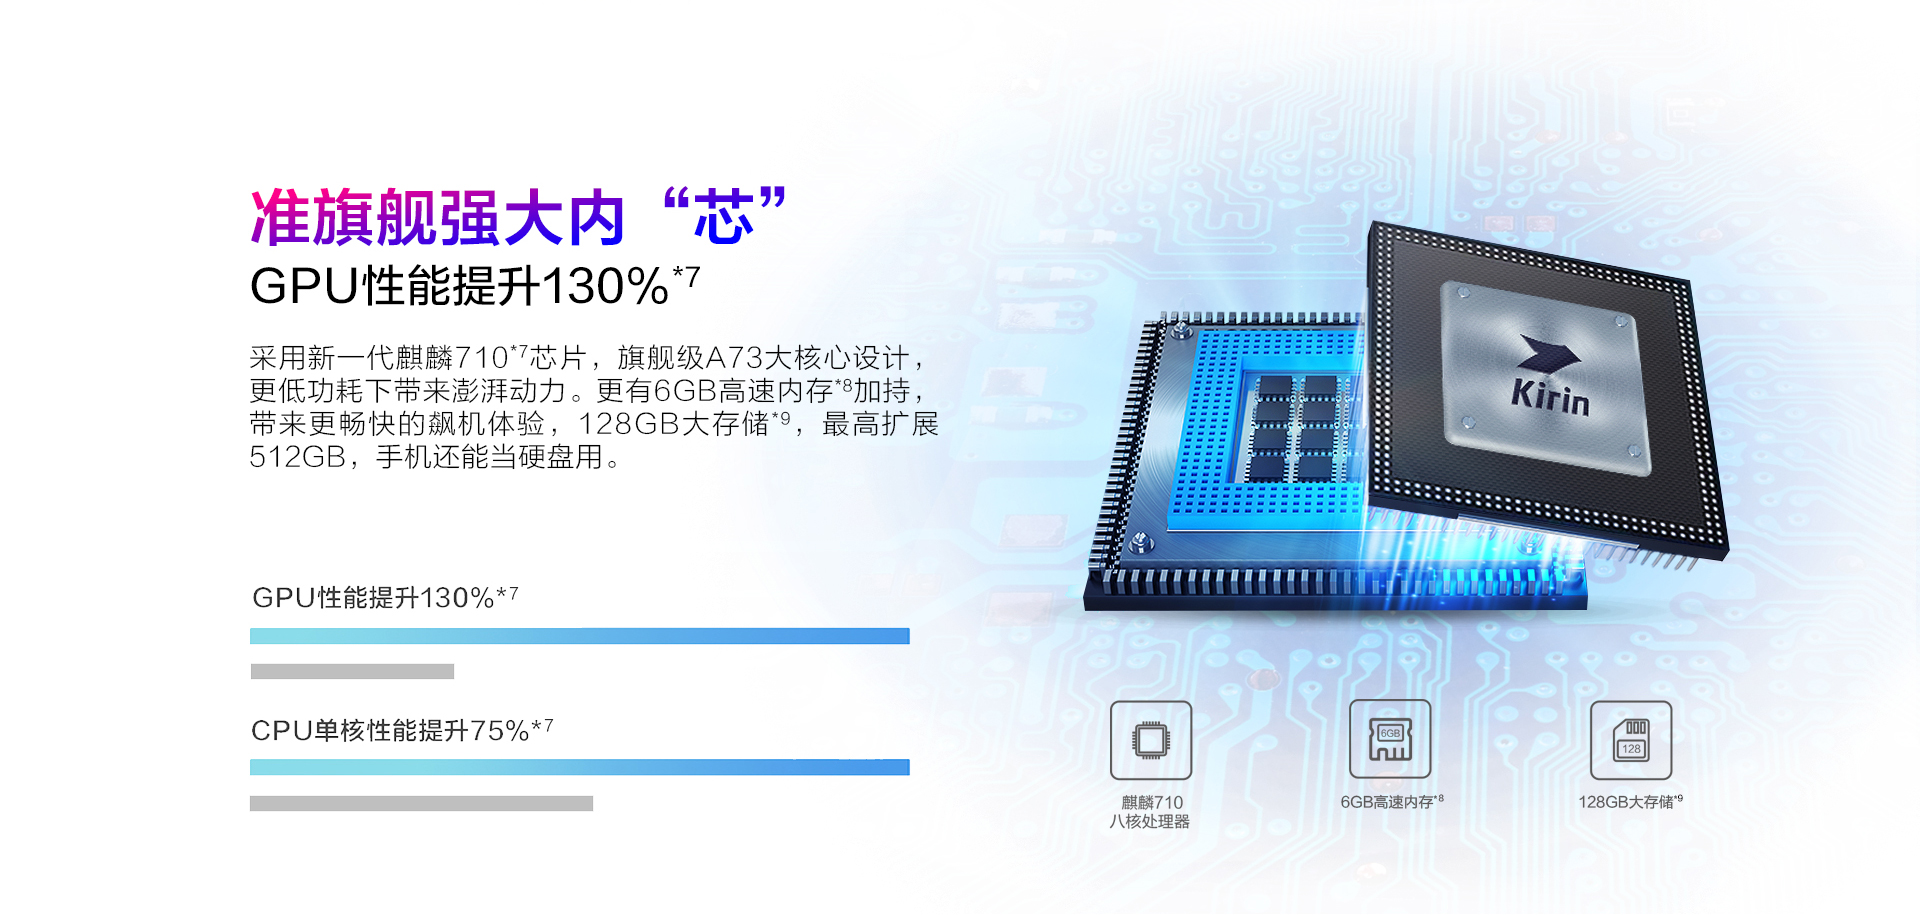 准旗舰强大内“芯”
GPU性能提升130%*7
采用新一代麒麟710*7芯片，旗舰级A73大核心设计，
更低功耗下带来澎湃动力。更有6GB高速内存*8加持，
带来更畅快的飙机体验，128GB大存储*9，最高扩展
512GB，手机还能当硬盘用。
GPU性能提升130%*7
CPU单核性能提升75%*7
Kirin
6GB
128
麒麟710
八核处理器
6GB高速内存*8
128GB大存储*9